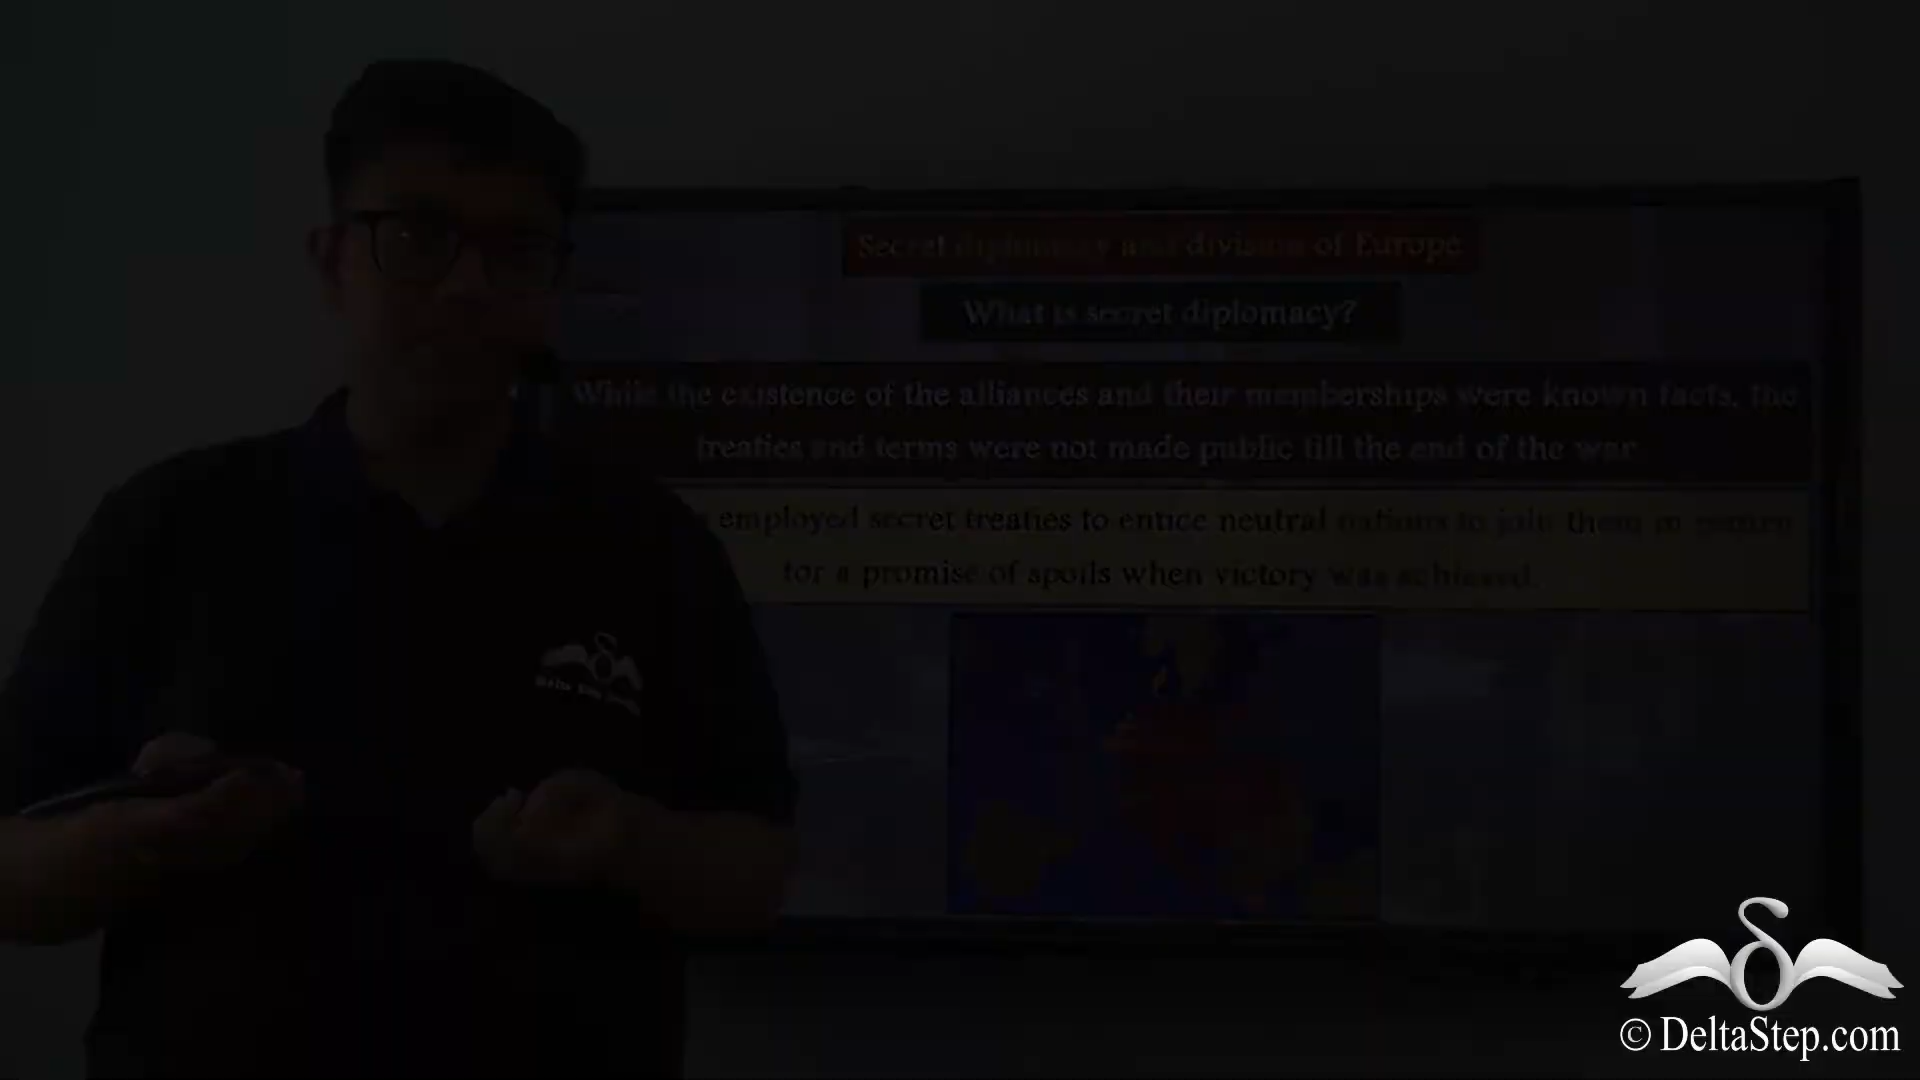 Secret diplomacy and division of Europe
What is secret diplomacy?
While the existence of the alliances and their memberships were known facts, the
treaties and terms were not made public till the end of the war
employed secret treaties to entice neutral nations to join them in return
for a promise of spoils when victory was achieved.
Delta Step
© DeltaStep.com